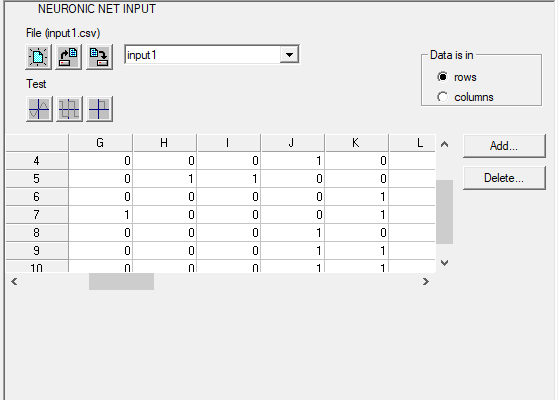 NEURONIC NET INPUT
File (input1.csv)
input1
Data is in
rows
columns
Test
G H I J K L
4 0 0 0 1 0
5 0 1 1 0 0
6 0 0 0 0 1
7 1 0 0 0 1
8 0 0 0 1 0
9 0 0 0 1 1
10 0 0 0 1 1
Add...
Delete...